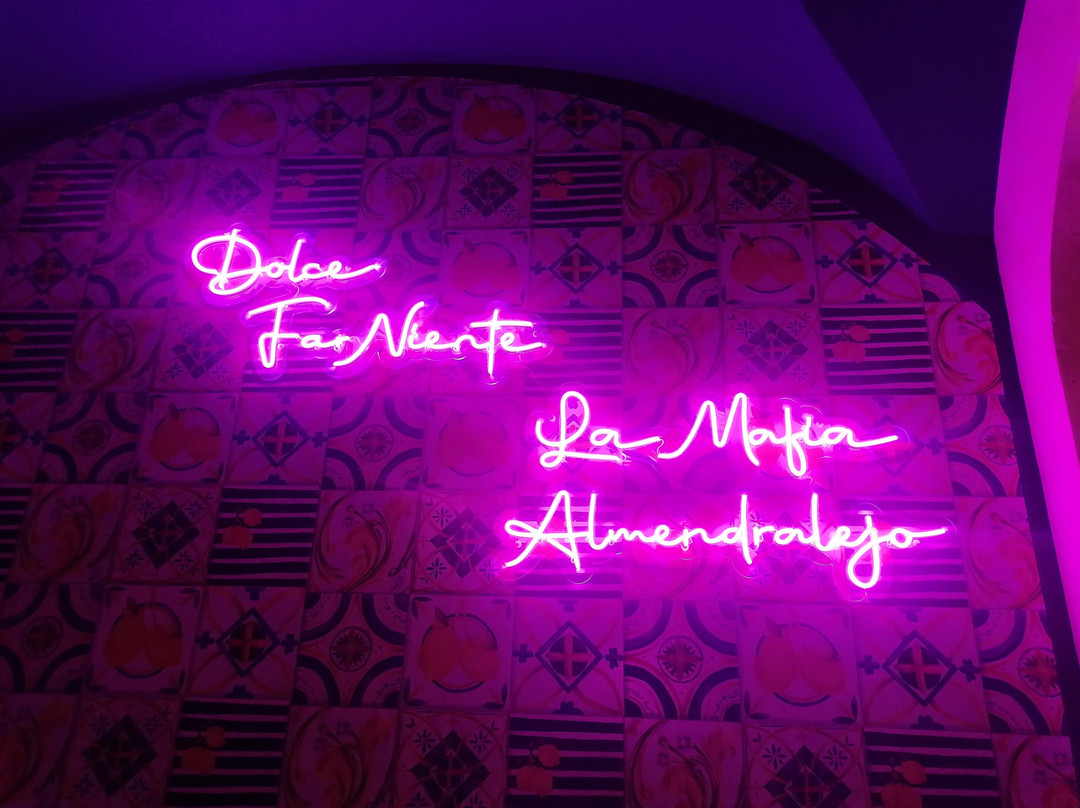 Dolce
Far Niente
La Mafia
Almendralejo